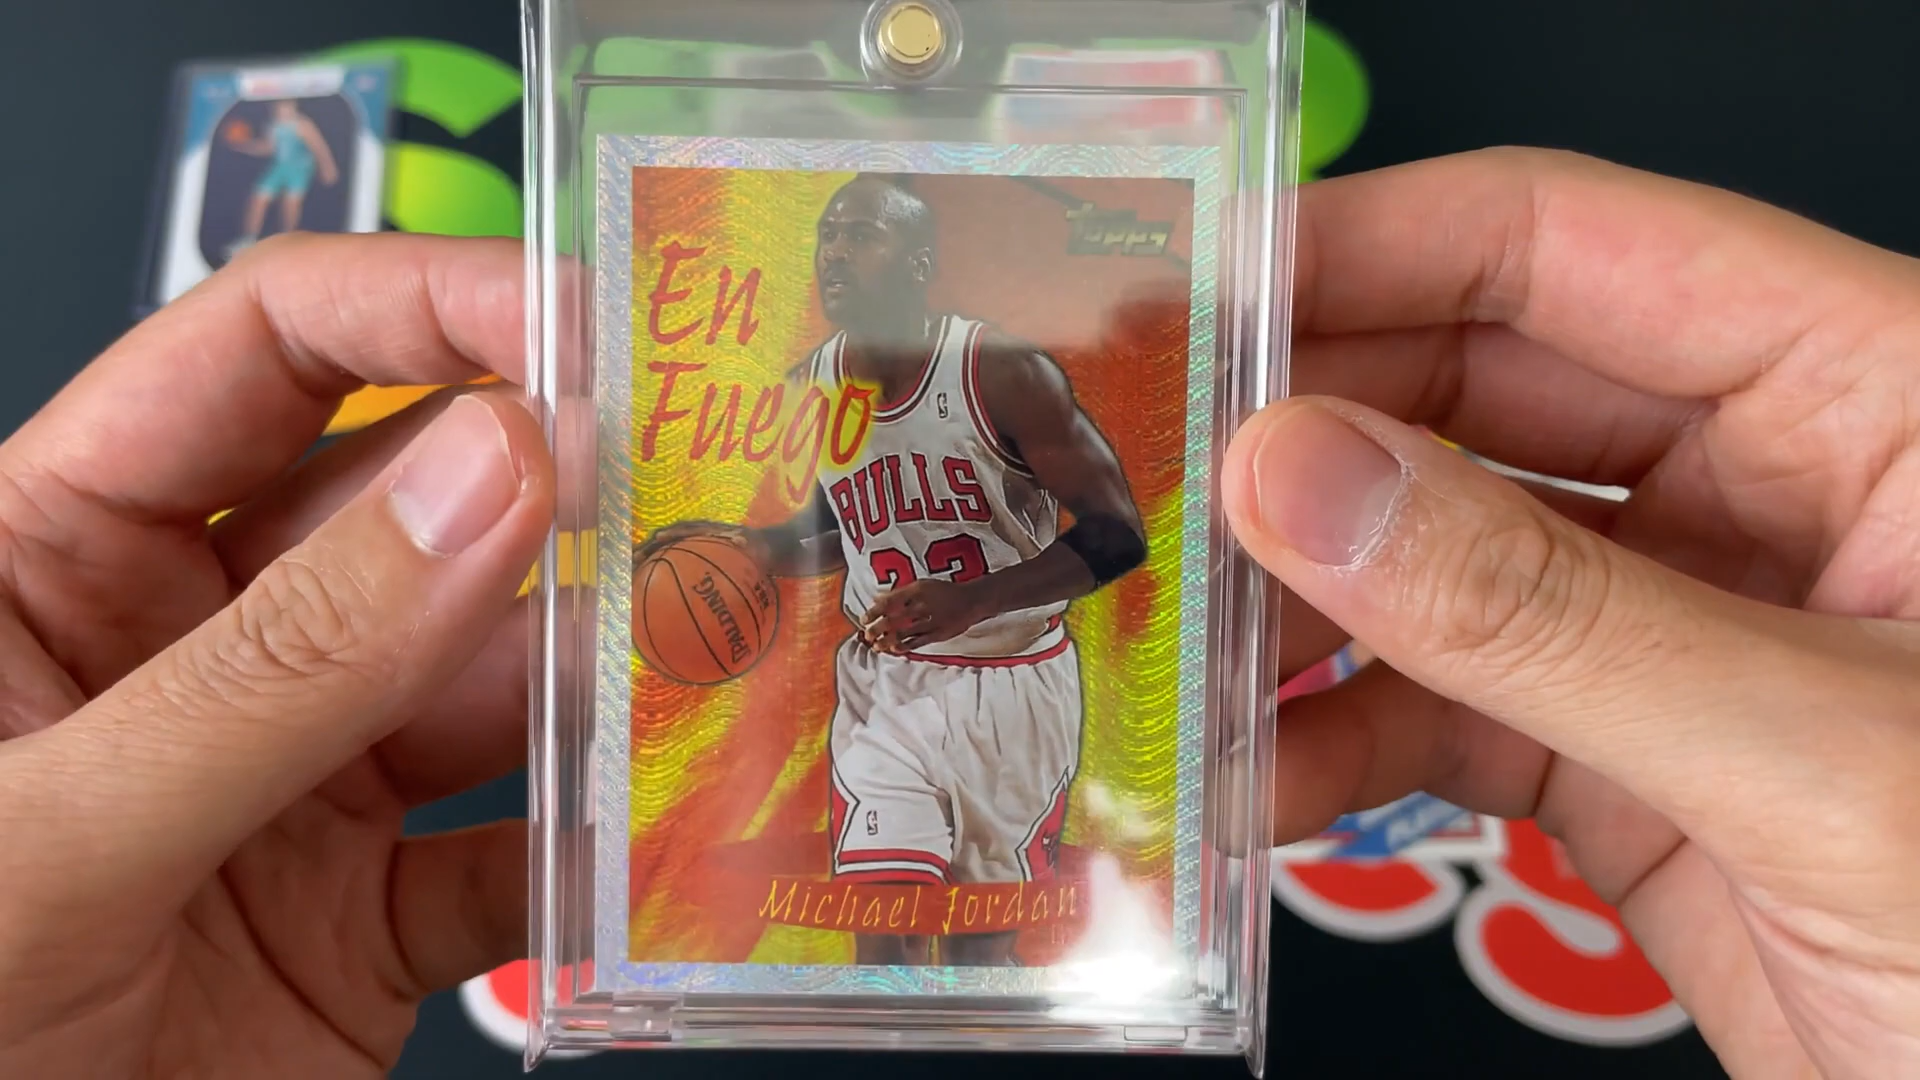 Topps
En
Fuego
BULLS
23
SPALDING
Michael Jordan